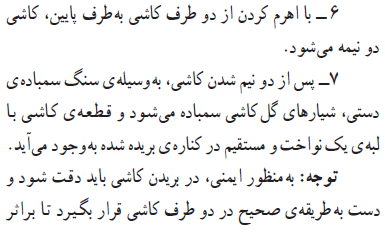 ۶ــ با اهرم کردن از دو طرف کاشی به‌طرف پایین، کاشی
دو نیمه می‌شود.
۷ــ پس از دو نیم شدن کاشی، به‌وسیله‌ی سنگ سمباده‌ی
دستی، شیارهای گل‌کاشی سمباده می‌شود و قطعه‌ی کاشی با
لبه‌ی یک نواخت و مستقیم در کناره‌ی بریده شده به‌وجود می‌آید.
توجه: به‌منظور ایمنی، در بریدن کاشی باید دقت شود و
دست به‌طریقه‌ی صحیح در دو طرف کاشی قرار بگیرد تا براثر